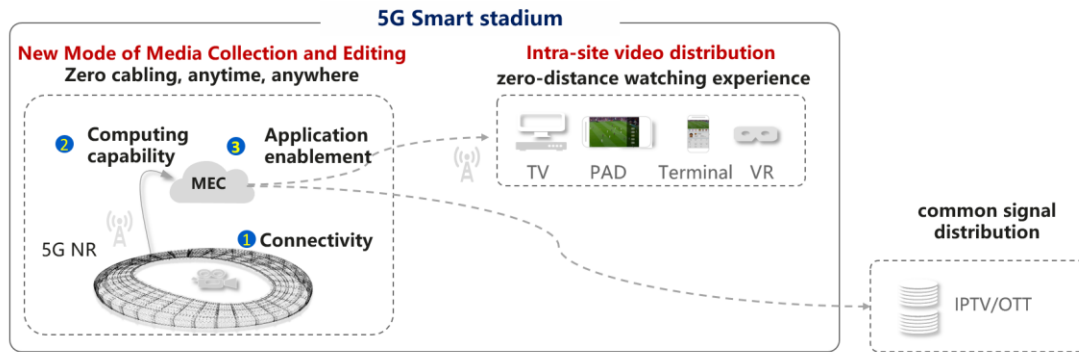 5G Smart stadium
New Mode of Media Collection and Editing
Zero cabling, anytime, anywhere
2 Computing capability
3 Application enablement
MEC
1 Connectivity
5G NR
Intra-site video distribution
zero-distance watching experience
TV
PAD
Terminal
VR
common signal
distribution
IPTV/OTT